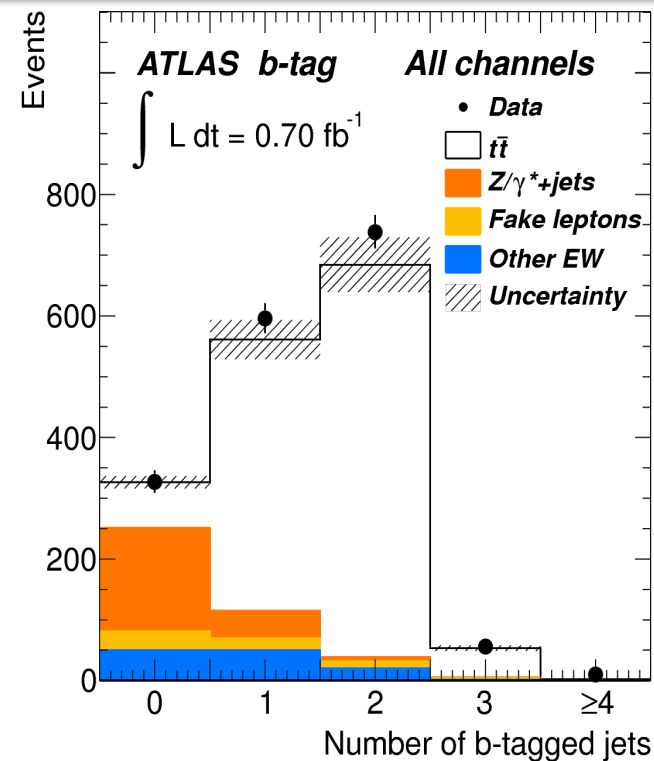 Events
ATLAS b-tag
All channels
∫ L dt = 0.70 fb⁻¹
Data
tt̄
Z/γ*+jets
Fake leptons
Other EW
Uncertainty
800
600
400
200
0
0 1 2 3 ≥4
Number of b-tagged jets